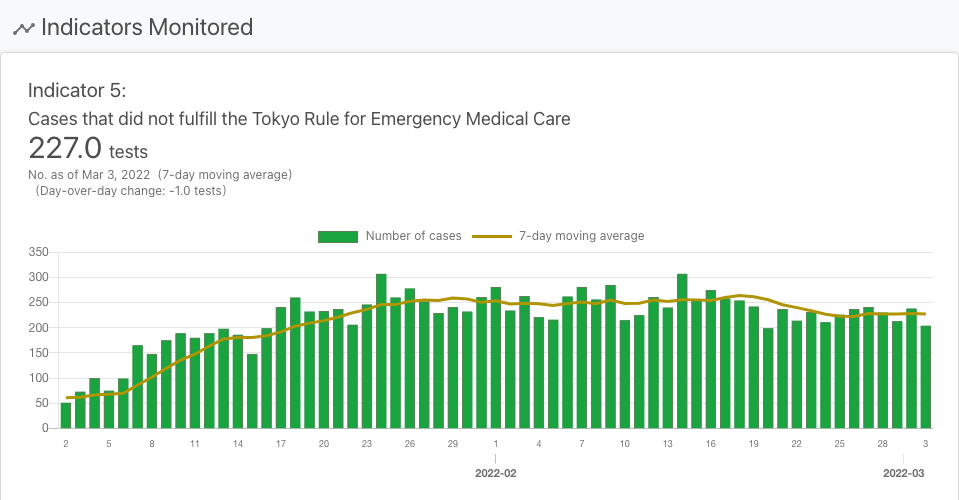 Indicators Monitored
Indicator 5:
Cases that did not fulfill the Tokyo Rule for Emergency Medical Care
227.0 tests
No. as of Mar 3, 2022 (7-day moving average)
(Day-over-day change: -1.0 tests)
Number of cases 7-day moving average
350
300
250
200
150
100
50
0
2 5 8 11 14 17 20 23 26 29 1 4 7 10 13 16 19 22 25 28 3
2022-02 2022-03